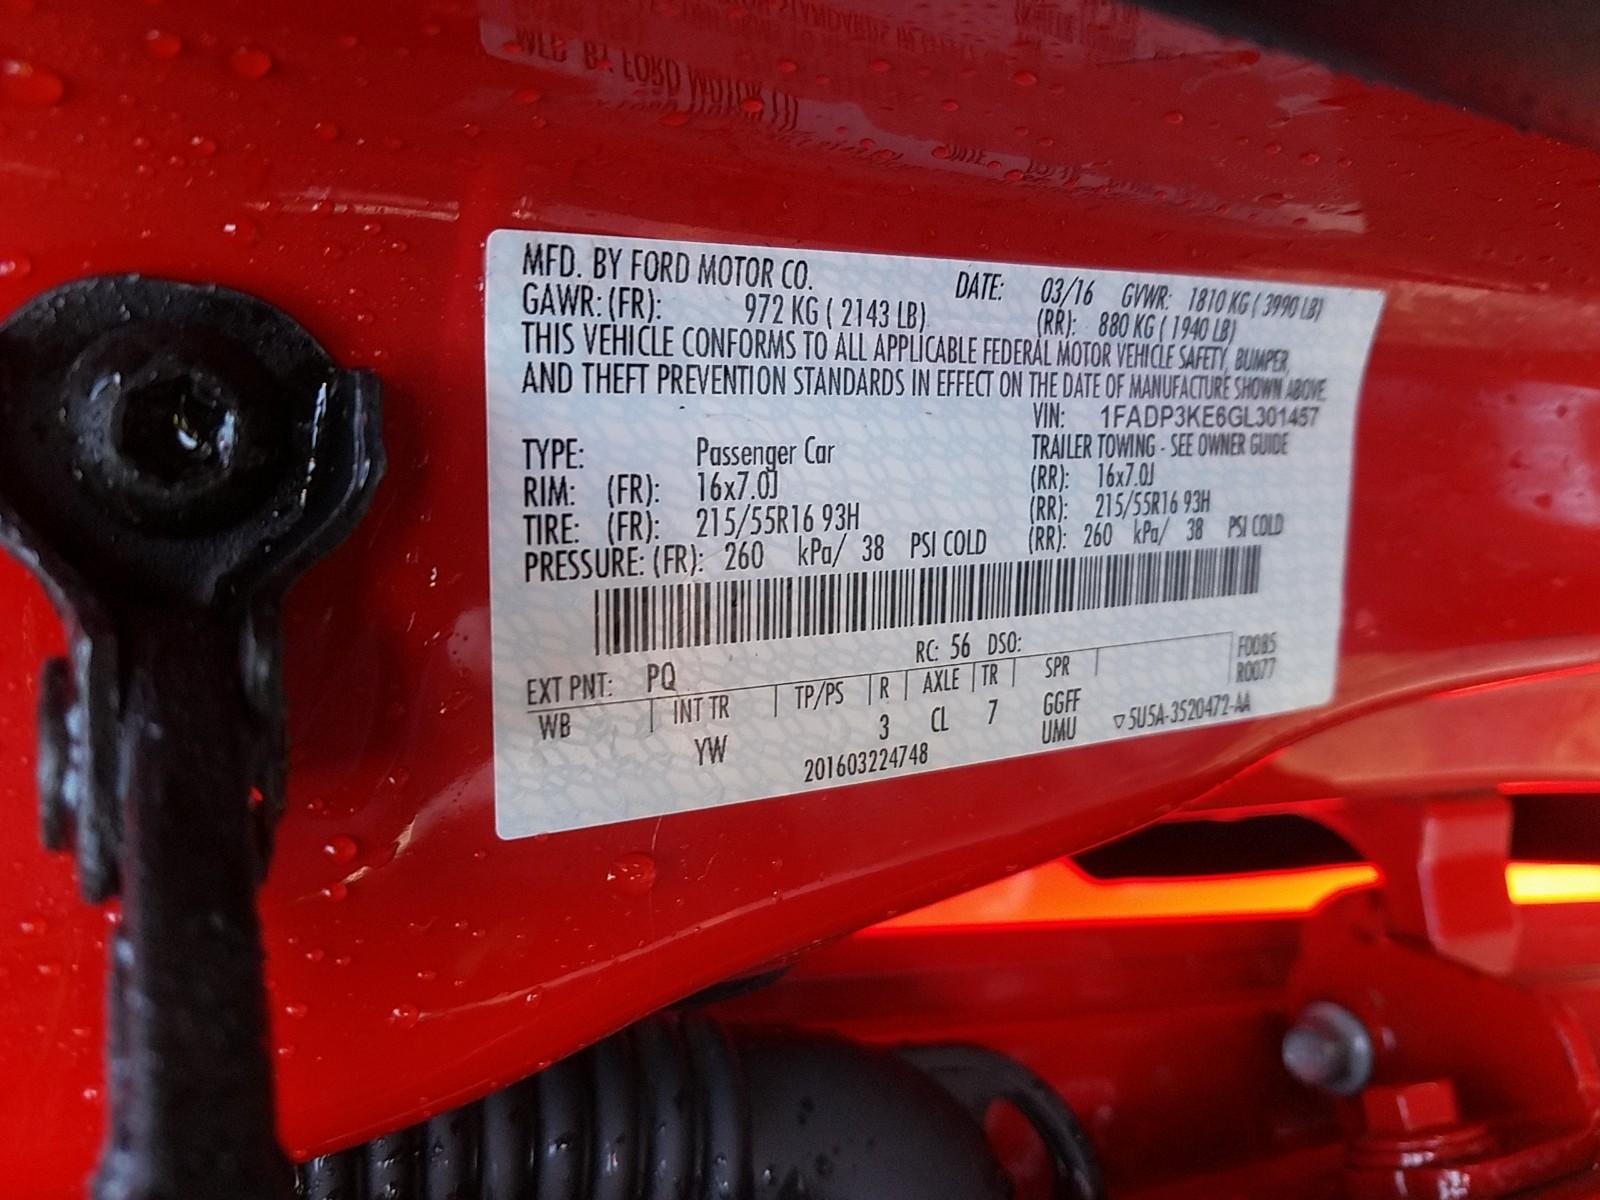 MFD. BY FORD MOTOR CO. DATE: 03/16 GVWR: 1810 KG ( 3990 LB)
GAWR: (FR): 972 KG ( 2143 LB) (RR): 880 KG ( 1940 LB)
THIS VEHICLE CONFORMS TO ALL APPLICABLE FEDERAL MOTOR VEHICLE SAFETY, BUMPER,
AND THEFT PREVENTION STANDARDS IN EFFECT ON THE DATE OF MANUFACTURE SHOWN ABOVE.
VIN: 1FADP3KE6GL301457
TYPE: Passenger Car TRAILER TOWING - SEE OWNER GUIDE
RIM: (FR): 16x7.0J (RR): 16x7.0J
TIRE: (FR): 215/55R16 93H (RR): 215/55R16 93H
PRESSURE: (FR): 260 kPa/ 38 PSI COLD (RR): 260 kPa/ 38 PSI COLD
RC: 56 DSO: F0085
EXT PNT: PQ R0077
WB INT TR TP/PS R AXLE TR SPR
YW 3 CL 7 GGFF
UMU ▽5U5A-3520472-AA
201603224748